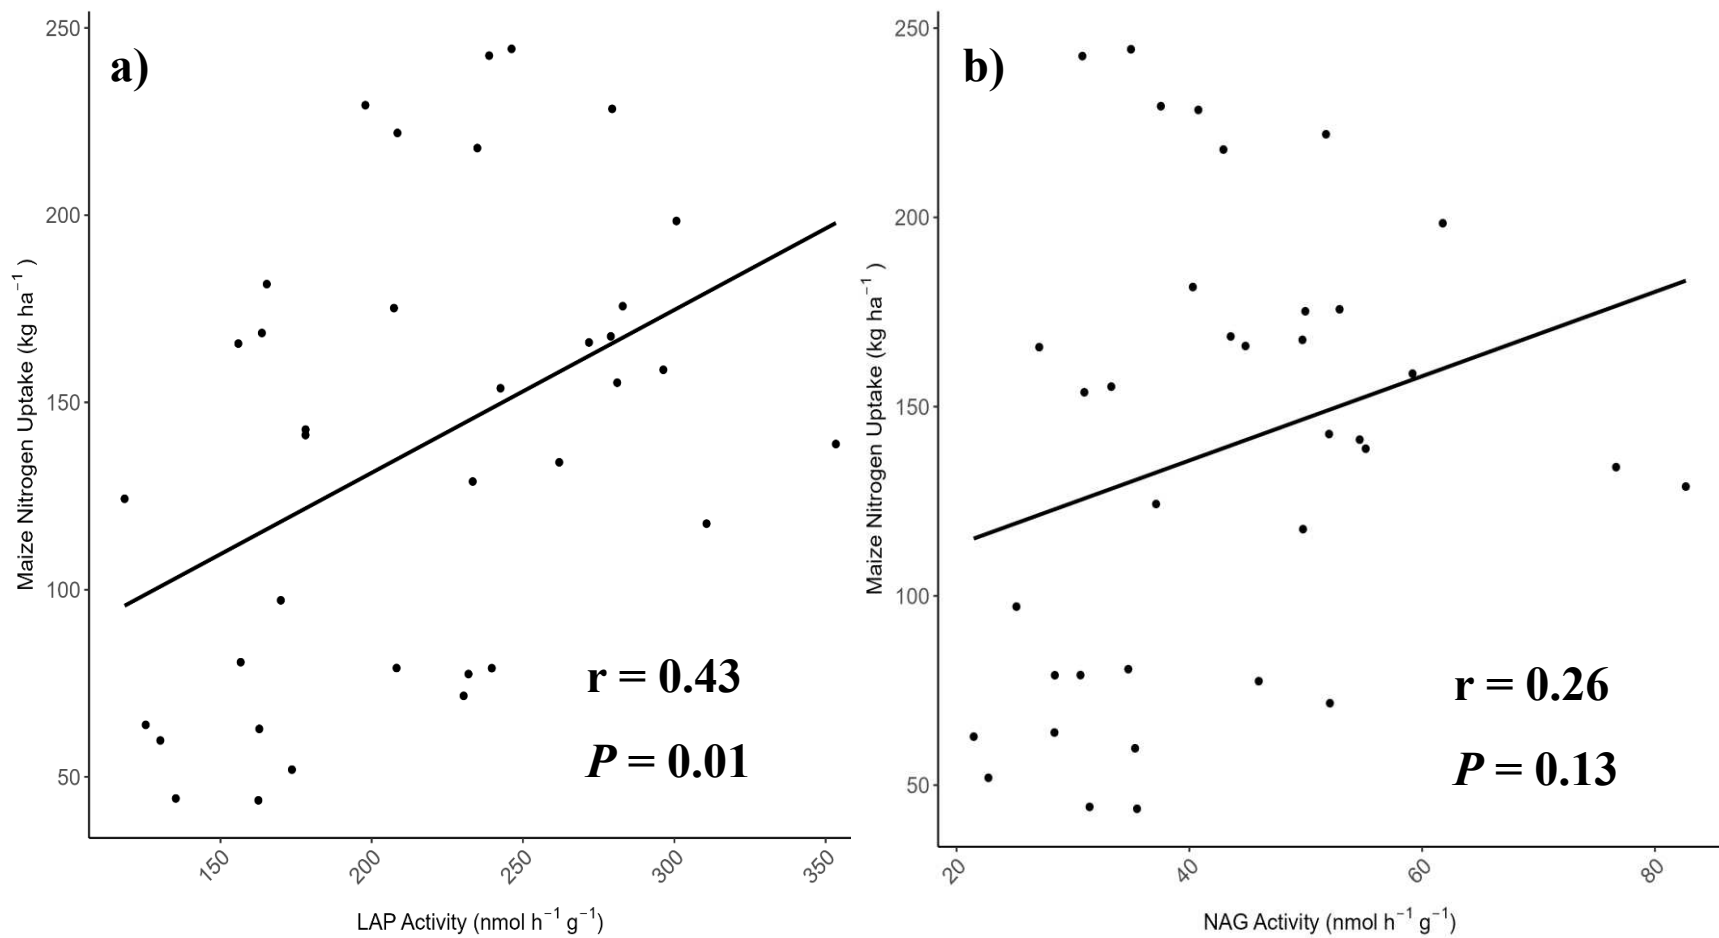 a)
250
200
150
100
50
Maize Nitrogen Uptake (kg ha⁻¹ )
r = 0.43
P = 0.01
150
200
250
300
350
LAP Activity (nmol h⁻¹ g⁻¹)
b)
250
200
150
100
50
Maize Nitrogen Uptake (kg ha⁻¹ )
r = 0.26
P = 0.13
20
40
60
80
NAG Activity (nmol h⁻¹ g⁻¹)